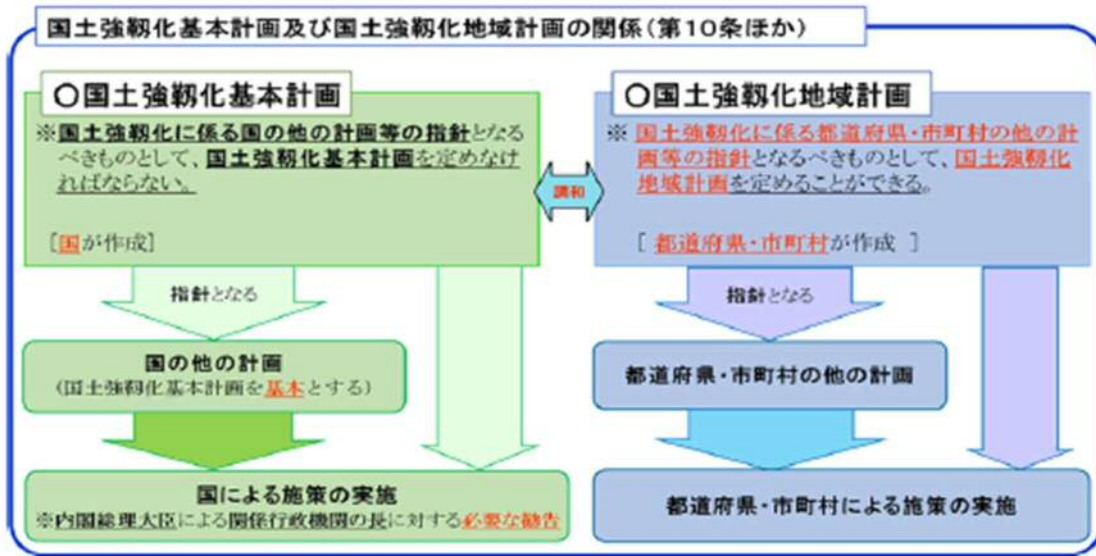 国土強靱化基本計画及び国土強靱化地域計画の関係(第10条ほか)
〇国土強靱化基本計画
※国土強靱化に係る国の他の計画等の指針となる
べきものとして、国土強靱化基本計画を定めなけ
ればならない。
[国が作成]
調和
〇国土強靱化地域計画
※ 国土強靱化に係る都道府県・市町村の他の計
画等の指針となるべきものとして、国土強靱化
地域計画を定めることができる。
[ 都道府県・市町村が作成 ]
指針となる
指針となる
国の他の計画
(国土強靱化基本計画を基本とする)
都道府県・市町村の他の計画
国による施策の実施
※内閣総理大臣による関係行政機関の長に対する必要な勧告
都道府県・市町村による施策の実施